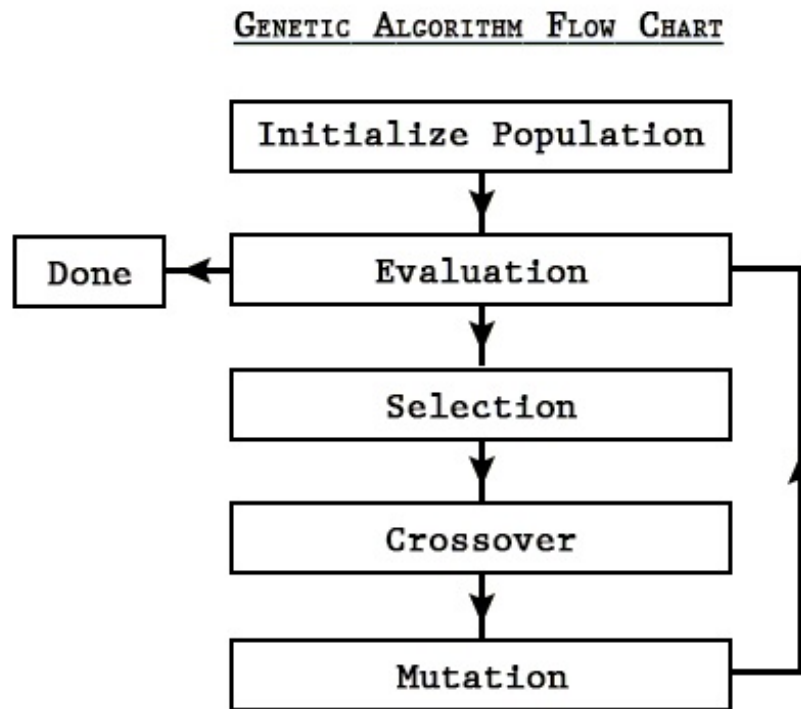 GENETIC ALGORITHM FLOW CHART
Initialize Population
Done
Evaluation
Selection
Crossover
Mutation